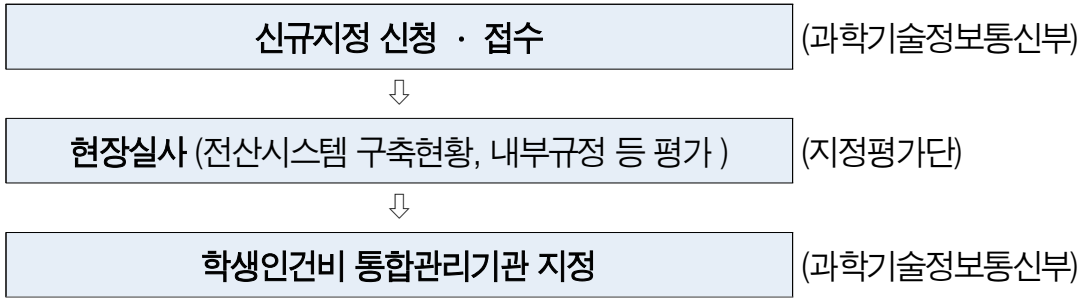 신규지정 신청 · 접수 (과학기술정보통신부)
⇩
현장실사 (전산시스템 구축현황, 내부규정 등 평가 ) (지정평가단)
⇩
학생인건비 통합관리기관 지정 (과학기술정보통신부)